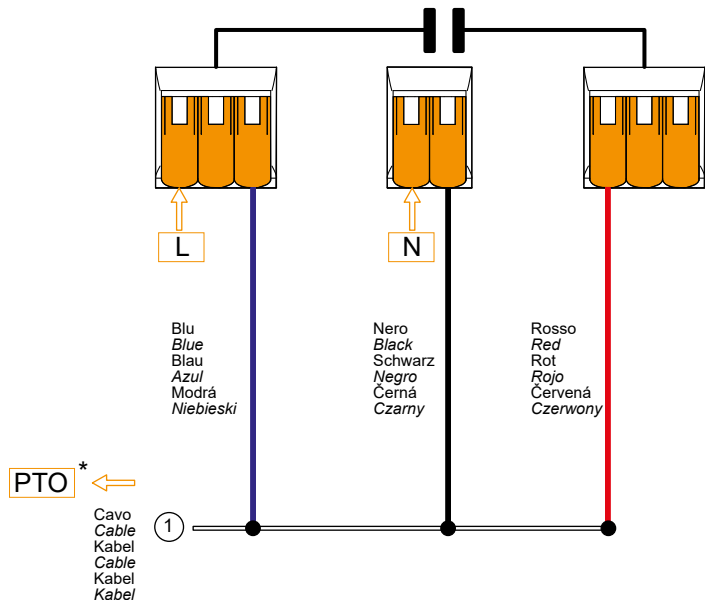 L
N
Blu
Blue
Blau
Azul
Modrá
Niebieski
Nero
Black
Schwarz
Negro
Černá
Czarny
Rosso
Red
Rot
Rojo
Červená
Czerwony
PTO *
Cavo
Cable
Kabel
Cable
Kabel
Kabel
1